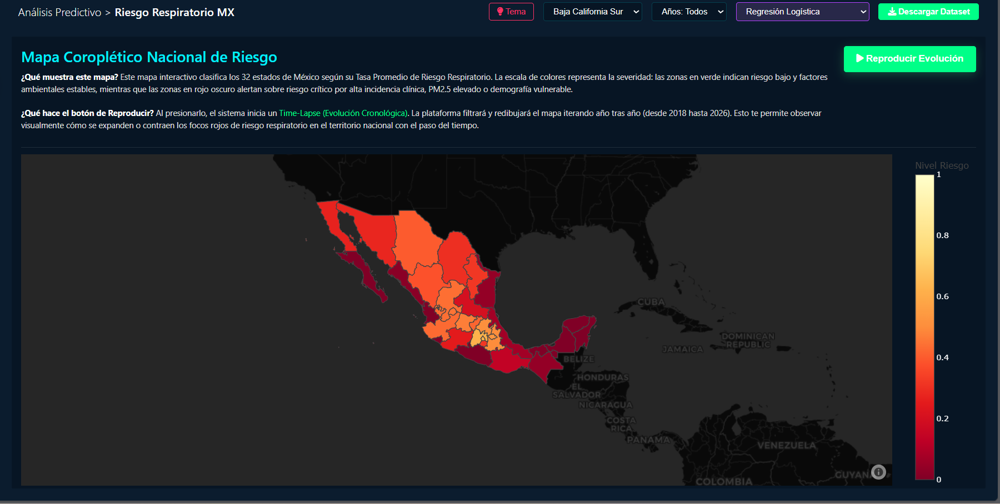 Análisis Predictivo > Riesgo Respiratorio MX
Tema
Baja California Sur
Años: Todos
Regresión Logística
Descargar Dataset
Mapa Coroplético Nacional de Riesgo
Reproducir Evolución
¿Qué muestra este mapa? Este mapa interactivo clasifica los 32 estados de México según su Tasa Promedio de Riesgo Respiratorio. La escala de colores representa la severidad: las zonas en verde indican riesgo bajo y factores
ambientales estables, mientras que las zonas en rojo oscuro alertan sobre riesgo crítico por alta incidencia clínica, PM2.5 elevado o demografía vulnerable.
¿Qué hace el botón de Reproducir? Al presionarlo, el sistema inicia un Time-Lapse (Evolución Cronológica). La plataforma filtrará y redibujará el mapa iterando año tras año (desde 2018 hasta 2026). Esto te permite observar
visualmente cómo se expanden o contraen los focos rojos de riesgo respiratorio en el territorio nacional con el paso del tiempo.
Nivel Riesgo
1
0.8
0.6
0.4
0.2
0
CUBA
DOMINICAN
REPUBLIC
JAMAICA
BELIZE
HONDURAS
EL
SALVADOR
NICARAGUA
COSTA
RICA
PANAMA
VENEZUELA
GUYANA
COLOMBIA